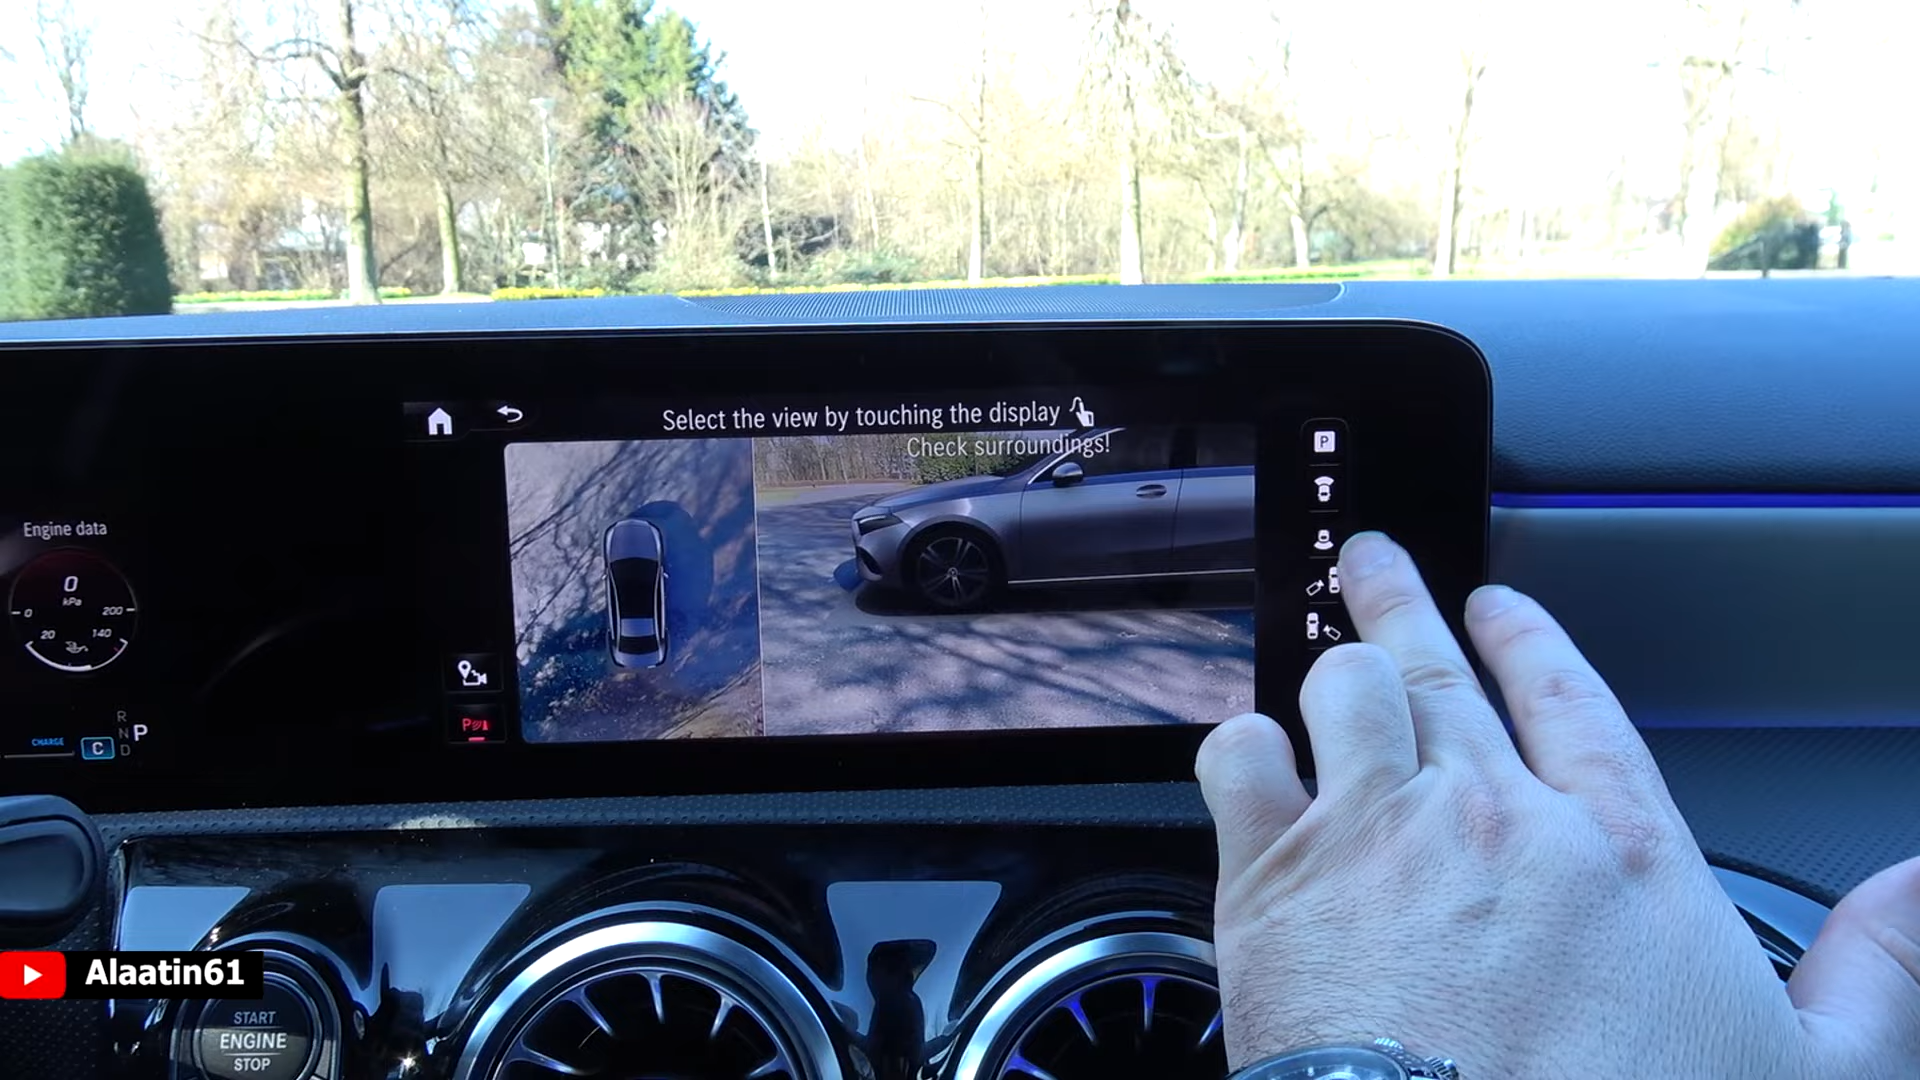 Select the view by touching the display
Check surroundings!
P
Engine data
0
kPa
0
200
20
140
P
CHARGE
C
R
N
D
P
Alaatin61
START
ENGINE
STOP